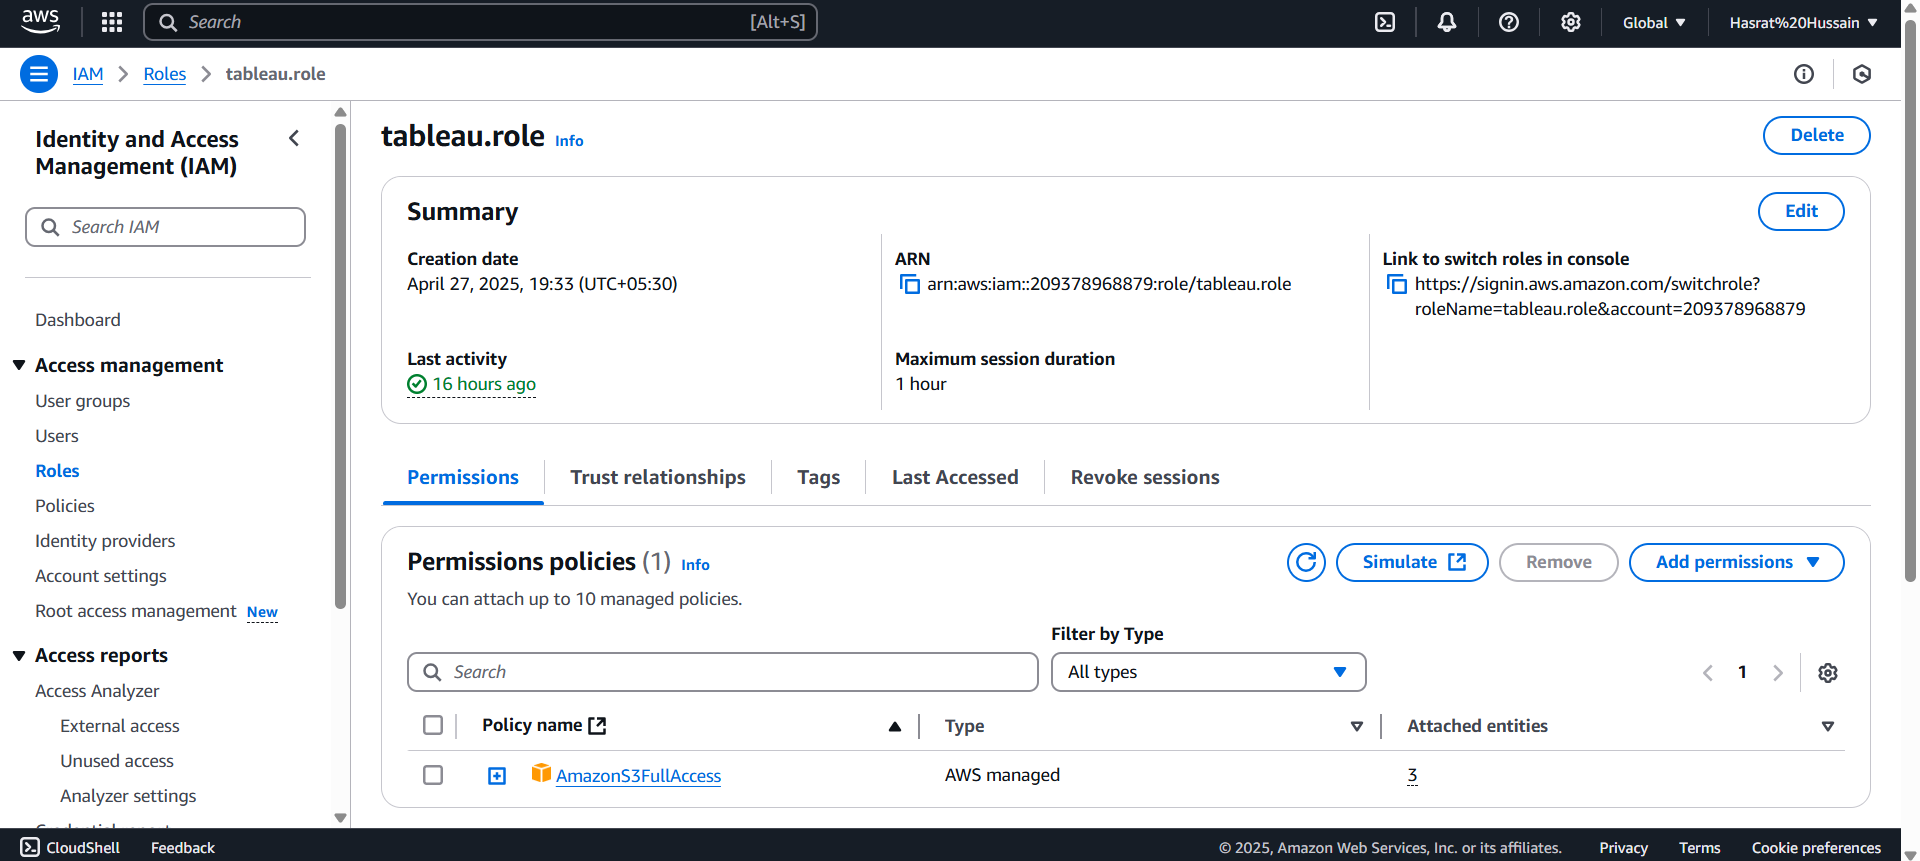 aws
Search [Alt+S]
Global
Hasrat%20Hussain
IAM
Roles
tableau.role
Identity and Access Management (IAM)
Search IAM
Dashboard
Access management
User groups
Users
Roles
Policies
Identity providers
Account settings
Root access management New
Access reports
Access Analyzer
External access
Unused access
Analyzer settings
tableau.role Info
Delete
Summary
Edit
Creation date
April 27, 2025, 19:33 (UTC+05:30)
ARN
arn:aws:iam::209378968879:role/tableau.role
Link to switch roles in console
https://signin.aws.amazon.com/switchrole?
roleName=tableau.role&account=209378968879
Last activity
16 hours ago
Maximum session duration
1 hour
Permissions
Trust relationships
Tags
Last Accessed
Revoke sessions
Permissions policies (1) Info
Simulate
Remove
Add permissions
You can attach up to 10 managed policies.
Filter by Type
Search
All types
1
Policy name
Type
Attached entities
AmazonS3FullAccess
AWS managed
3
CloudShell
Feedback
© 2025, Amazon Web Services, Inc. or its affiliates.
Privacy
Terms
Cookie preferences